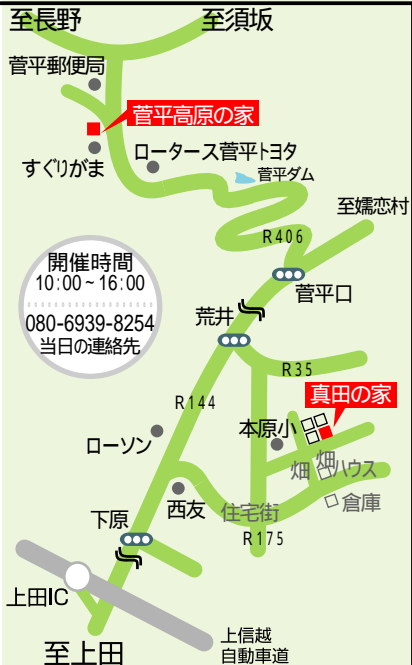 至長野
至須坂
菅平郵便局
菅平高原の家
すぐりがま
ロータース菅平トヨタ
菅平ダム
至嬬恋村
R406
開催時間
10:00~16:00
080-6939-8254
当日の連絡先
菅平口
荒井
R35
真田の家
R144
本原小
ローソン
畑
畑
ハウス
西友
住宅街
倉庫
下原
R175
上田IC
至上田
上信越
自動車道